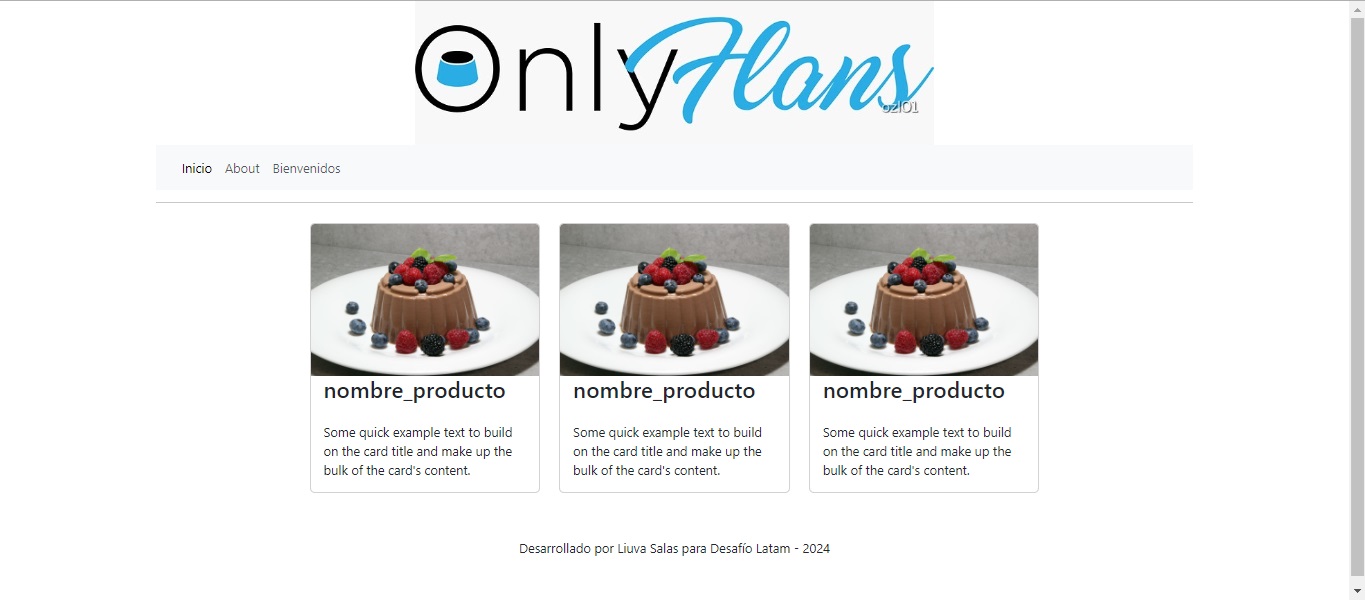 OnlyFlans
ozl01
Inicio About Bienvenidos
nombre_producto nombre_producto nombre_producto
Some quick example text to build
on the card title and make up the
bulk of the card's content.
Some quick example text to build
on the card title and make up the
bulk of the card's content.
Some quick example text to build
on the card title and make up the
bulk of the card's content.
Desarrollado por Liuva Salas para Desafío Latam - 2024